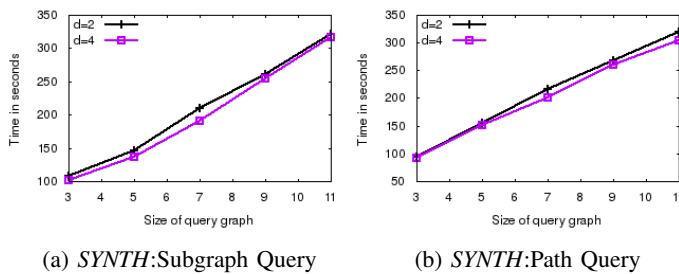 350
300
250
200
150
100
Time in seconds
d=2
d=4
3 4 5 6 7 8 9 10 11
Size of query graph
(a) SYNTH:Subgraph Query
350
300
250
200
150
100
50
Time in seconds
d=2
d=4
3 4 5 6 7 8 9 10 1
Size of query graph
(b) SYNTH:Path Query